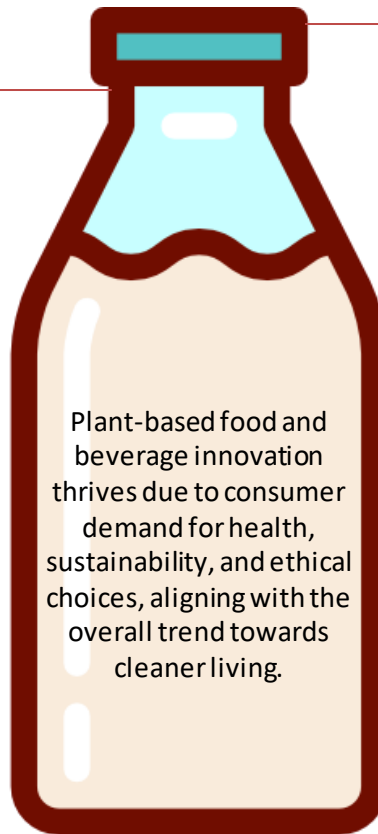 Plant-based food and
beverage innovation
thrives due to consumer
demand for health,
sustainability, and ethical
choices, aligning with the
overall trend towards
cleaner living.